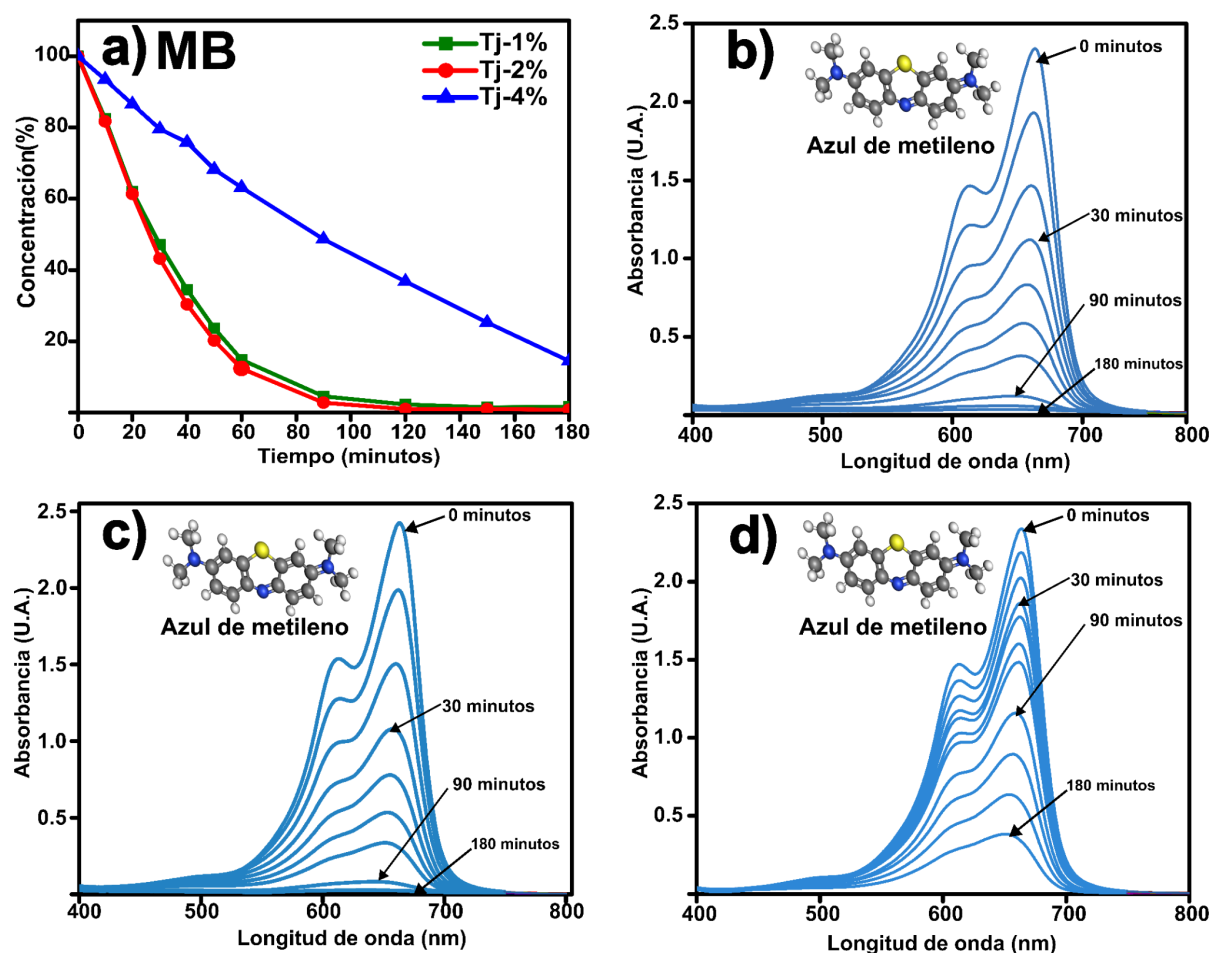 a) MB
Tj-1%
Tj-2%
Tj-4%
Concentración(%)
100
80
60
40
20
0 20 40 60 80 100 120 140 160 180
Tiempo (minutos)
b)
Azul de metileno
0 minutos
30 minutos
90 minutos
180 minutos
Absorbancia (U.A.)
2.5
2.0
1.5
1.0
0.5
400 500 600 700 800
Longitud de onda (nm)
c)
Azul de metileno
0 minutos
30 minutos
90 minutos
180 minutos
Absorbancia (U.A.)
2.5
2.0
1.5
1.0
0.5
400 500 600 700 800
Longitud de onda (nm)
d)
Azul de metileno
0 minutos
30 minutos
90 minutos
180 minutos
Absorbancia (U.A.)
2.5
2.0
1.5
1.0
0.5
400 500 600 700 800
Longitud de onda (nm)